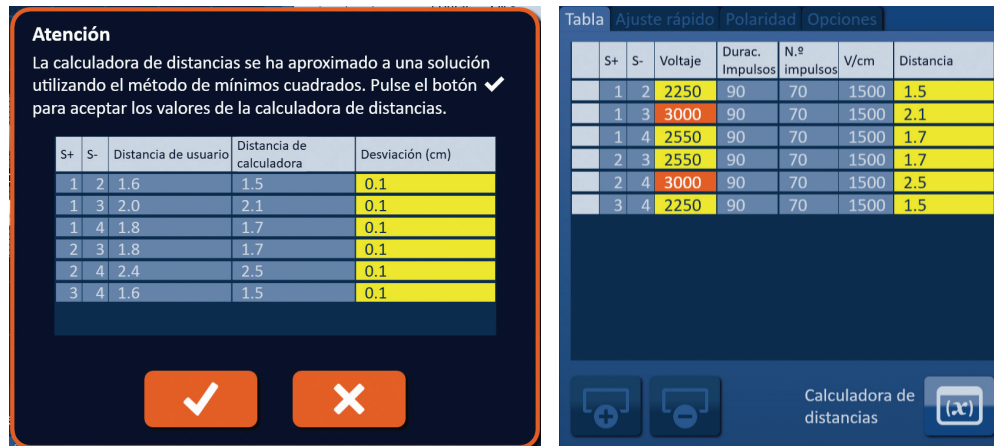 Atención
La calculadora de distancias se ha aproximado a una solución
utilizando el método de mínimos cuadrados. Pulse el botón ✔
para aceptar los valores de la calculadora de distancias.
S+ S- Distancia de usuario Distancia de calculadora Desviación (cm)
1 2 1.6 1.5 0.1
1 3 2.0 2.1 0.1
1 4 1.8 1.7 0.1
2 3 1.8 1.7 0.1
2 4 2.4 2.5 0.1
3 4 1.6 1.5 0.1
Tabla Ajuste rápido Polaridad Opciones
S+ S- Voltaje Durac. Impulsos N.º impulsos V/cm Distancia
1 2 2250 90 70 1500 1.5
1 3 3000 90 70 1500 2.1
1 4 2550 90 70 1500 1.7
2 3 2550 90 70 1500 1.7
2 4 3000 90 70 1500 2.5
3 4 2250 90 70 1500 1.5
Calculadora de
distancias
(x)